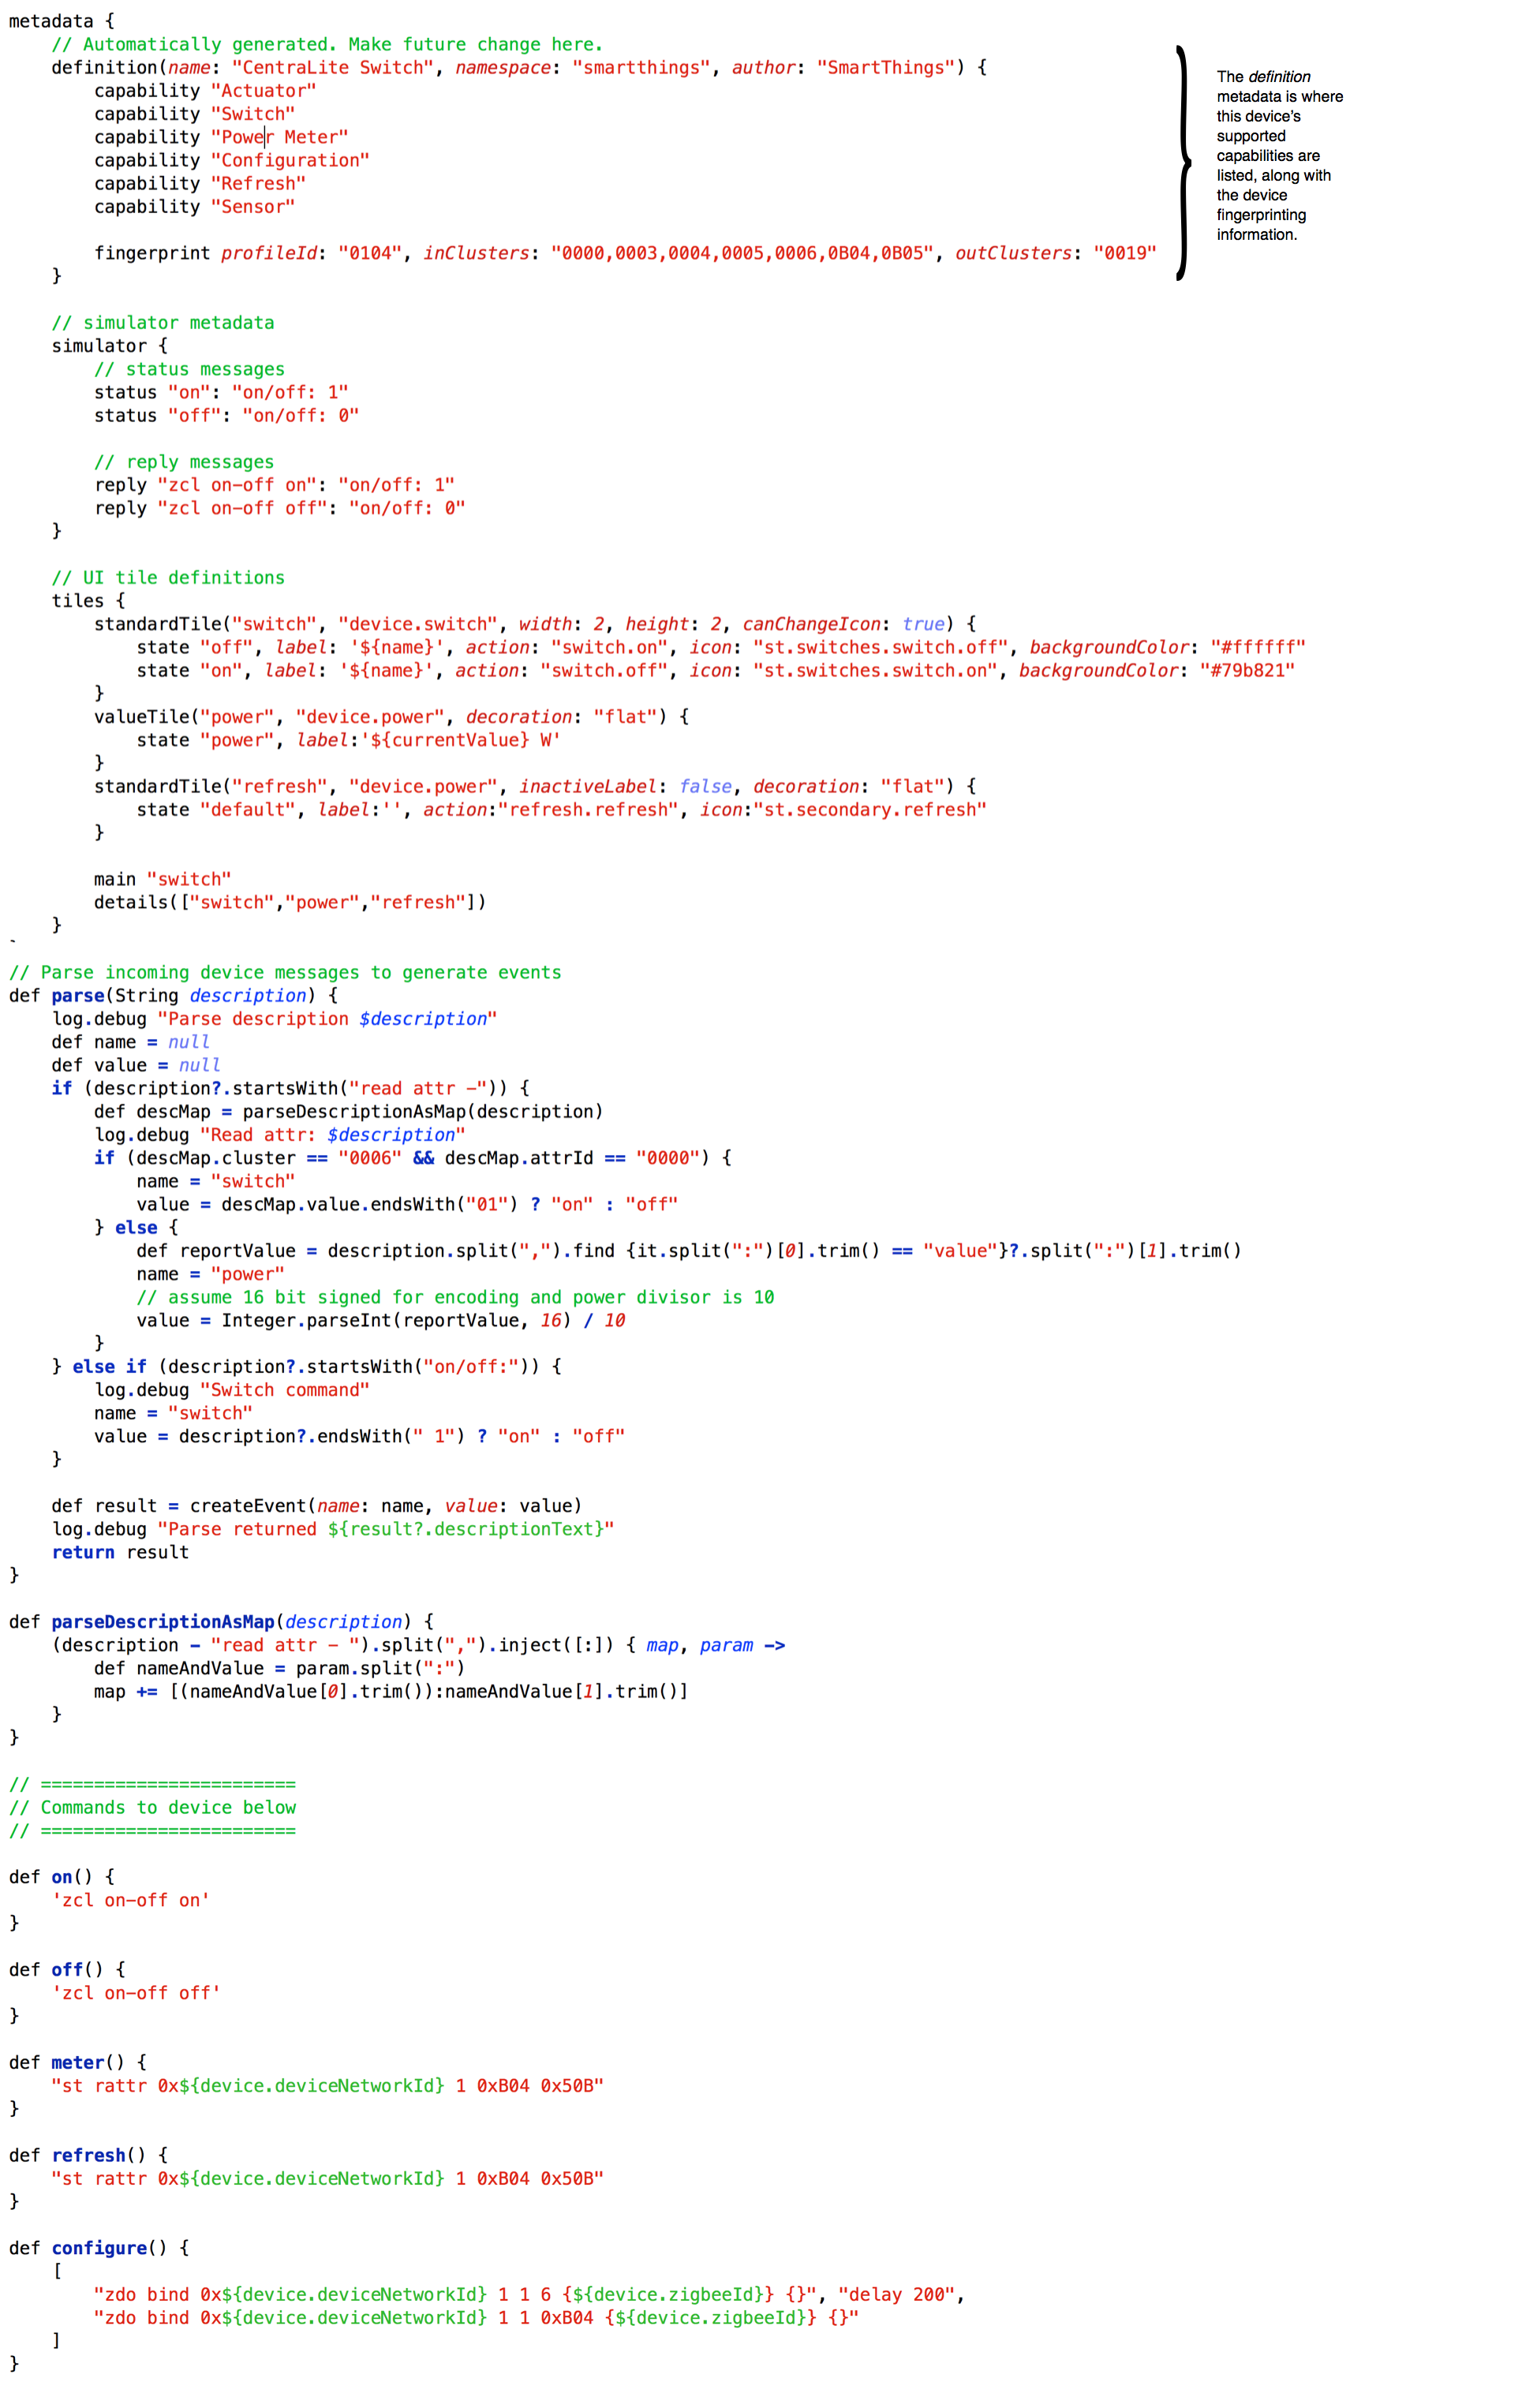 metadata {
    // Automatically generated. Make future change here.
    definition(name: "CentraLite Switch", namespace: "smartthings", author: "SmartThings") {
        capability "Actuator"
        capability "Switch"
        capability "Power Meter"
        capability "Configuration"
        capability "Refresh"
        capability "Sensor"

        fingerprint profileId: "0104", inClusters: "0000,0003,0004,0005,0006,0B04,0B05", outClusters: "0019"
    }

The definition
metadata is where
this device's
supported
capabilities are
listed, along with
the device
fingerprinting
information.

    // simulator metadata
    simulator {
        // status messages
        status "on": "on/off: 1"
        status "off": "on/off: 0"

        // reply messages
        reply "zcl on-off on": "on/off: 1"
        reply "zcl on-off off": "on/off: 0"
    }

    // UI tile definitions
    tiles {
        standardTile("switch", "device.switch", width: 2, height: 2, canChangeIcon: true) {
            state "off", label: '${name}', action: "switch.on", icon: "st.switches.switch.off", backgroundColor: "#ffffff"
            state "on", label: '${name}', action: "switch.off", icon: "st.switches.switch.on", backgroundColor: "#79b821"
        }
        valueTile("power", "device.power", decoration: "flat") {
            state "power", label:'${currentValue} W'
        }
        standardTile("refresh", "device.power", inactiveLabel: false, decoration: "flat") {
            state "default", label:'', action:"refresh.refresh", icon:"st.secondary.refresh"
        }

        main "switch"
        details(["switch","power","refresh"])
    }
`
// Parse incoming device messages to generate events
def parse(String description) {
    log.debug "Parse description $description"
    def name = null
    def value = null
    if (description?.startsWith("read attr -")) {
        def descMap = parseDescriptionAsMap(description)
        log.debug "Read attr: $description"
        if (descMap.cluster == "0006" && descMap.attrId == "0000") {
            name = "switch"
            value = descMap.value.endsWith("01") ? "on" : "off"
        } else {
            def reportValue = description.split(",").find {it.split(":")[0].trim() == "value"}?.split(":")[1].trim()
            name = "power"
            // assume 16 bit signed for encoding and power divisor is 10
            value = Integer.parseInt(reportValue, 16) / 10
        }
    } else if (description?.startsWith("on/off:")) {
        log.debug "Switch command"
        name = "switch"
        value = description?.endsWith(" 1") ? "on" : "off"
    }

    def result = createEvent(name: name, value: value)
    log.debug "Parse returned ${result?.descriptionText}"
    return result
}

def parseDescriptionAsMap(description) {
    (description - "read attr - ").split(",").inject([:]) { map, param ->
        def nameAndValue = param.split(":")
        map += [(nameAndValue[0].trim()):nameAndValue[1].trim()]
    }
}

// ========================
// Commands to device below
// ========================

def on() {
    'zcl on-off on'
}

def off() {
    'zcl on-off off'
}

def meter() {
    "st rattr 0x${device.deviceNetworkId} 1 0xB04 0x50B"
}

def refresh() {
    "st rattr 0x${device.deviceNetworkId} 1 0xB04 0x50B"
}

def configure() {
    [
        "zdo bind 0x${device.deviceNetworkId} 1 1 6 {${device.zigbeeId}} {}", "delay 200",
        "zdo bind 0x${device.deviceNetworkId} 1 1 0xB04 {${device.zigbeeId}} {}"
    ]
}